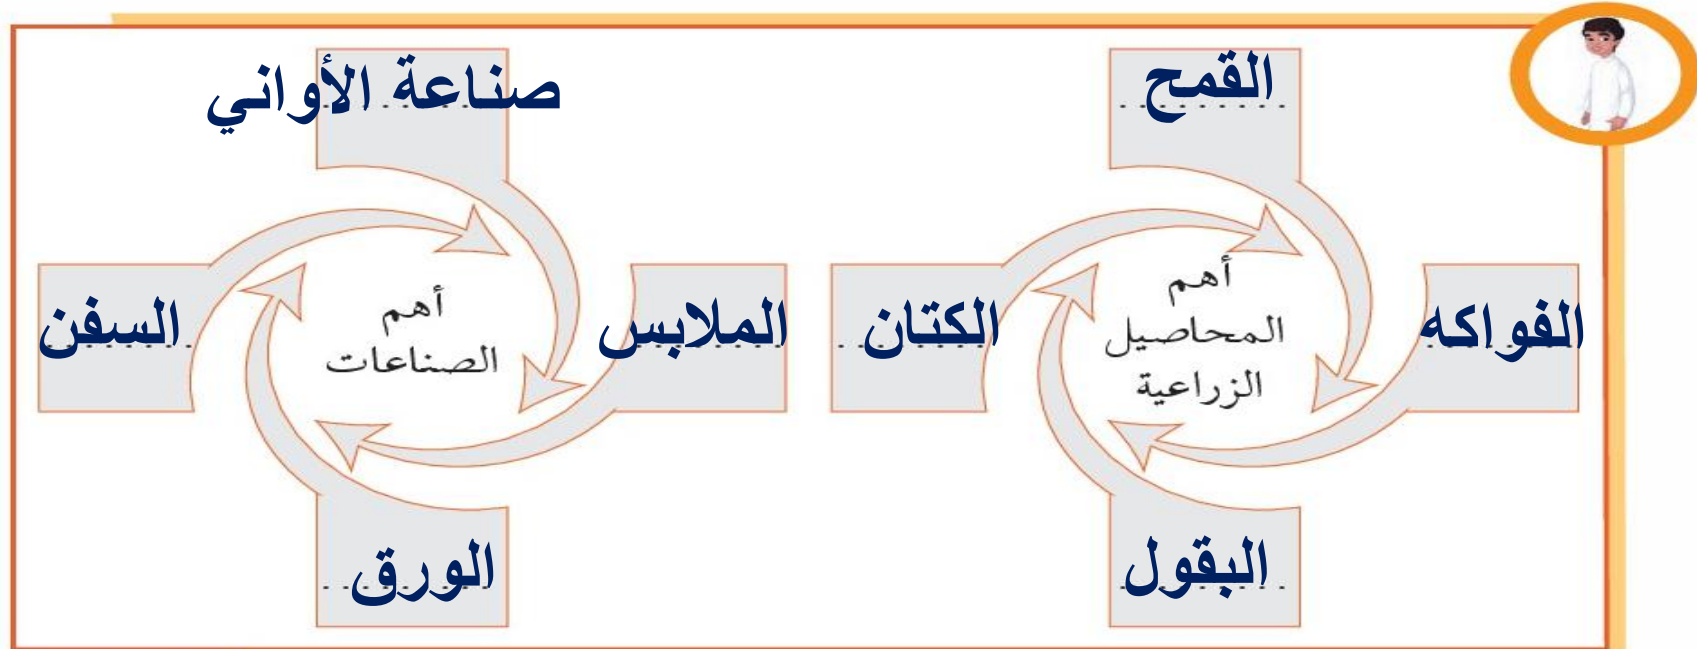 القمح
الفواكه
البقول
الكتان
أهم
المحاصيل
الزراعية
صناعة الأواني
الملابس
الورق
السفن
أهم
الصناعات